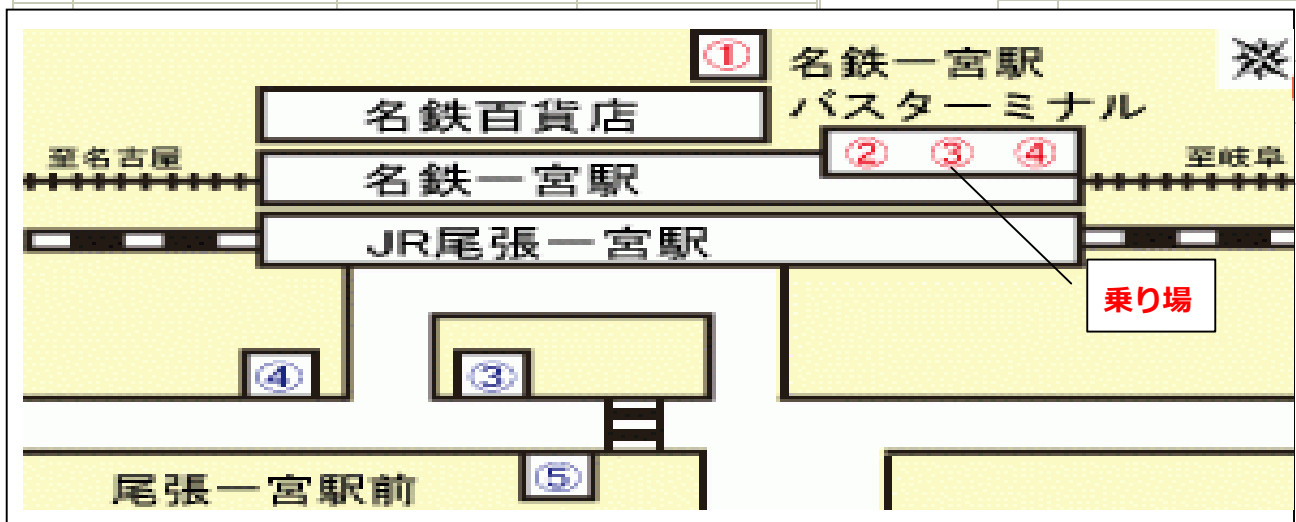 ①
名鉄一宮駅
バスターミナル
名鉄百貨店
② ③ ④
至名古屋
至岐阜
名鉄一宮駅
JR尾張一宮駅
乗り場
④
③
⑤
尾張一宮駅前